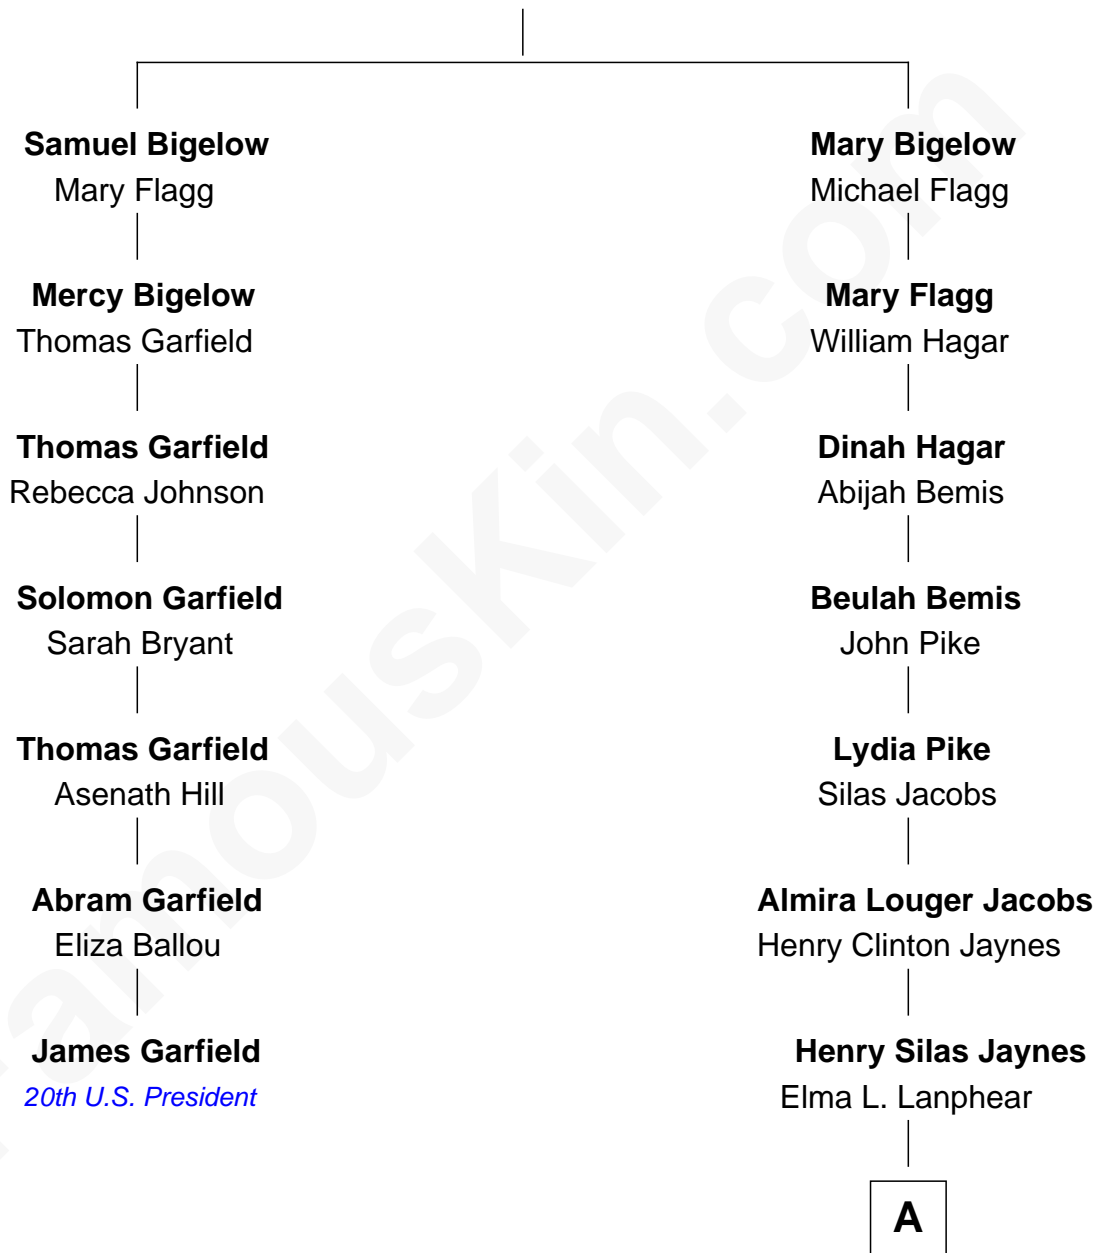 Samuel Bigelow
Mary Flagg
Mercy Bigelow
Thomas Garfield
Thomas Garfield
Rebecca Johnson
Solomon Garfield
Sarah Bryant
Thomas Garfield
Asenath Hill
Abram Garfield
Eliza Ballou
James Garfield
20th U.S. President
Mary Bigelow
Michael Flagg
Mary Flagg
William Hagar
Dinah Hagar
Abijah Bemis
Beulah Bemis
John Pike
Lydia Pike
Silas Jacobs
Almira Louger Jacobs
Henry Clinton Jaynes
Henry Silas Jaynes
Elma L. Lanphear
A
FamousKin.com